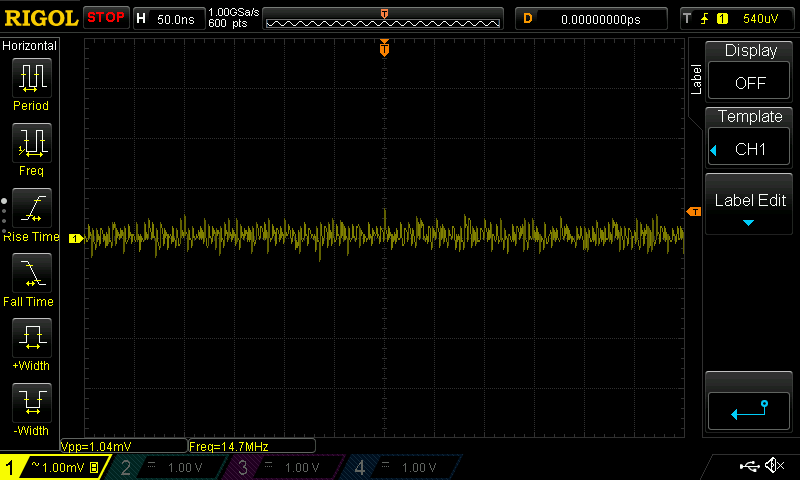 RIGOL STOP H 50.0ns 1.00GSa/s
600 pts
T
D 0.00000000ps
T 1 540uV
Horizontal
Period
Freq
Rise Time
Fall Time
+Width
-Width
T
1
T
Label
Display
OFF
Template
CH1
Label Edit
Vpp=1.04mV Freq=14.7MHz
1 ~ 1.00mV B
2 1.00 V
3 1.00 V
4 1.00 V